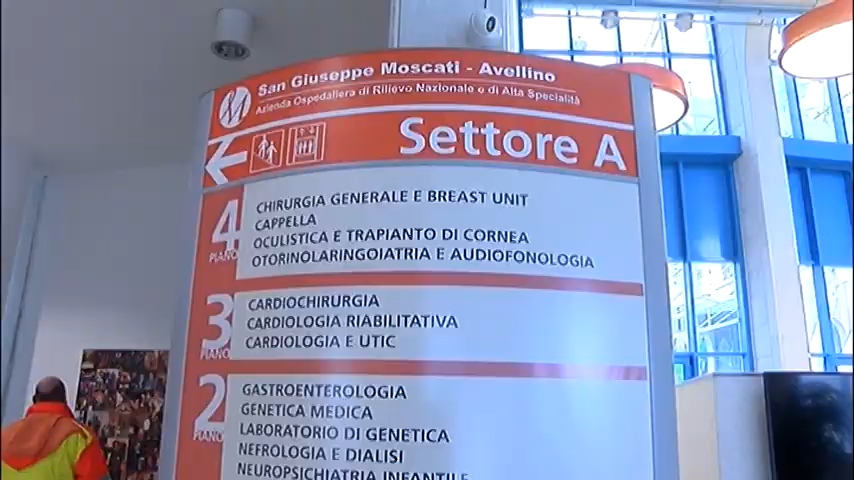 San Giuseppe Moscati - Avellino
Azienda Ospedaliera di Rilievo Nazionale e di Alta Specialità
Settore A
4
PIANO
CHIRURGIA GENERALE E BREAST UNIT
CAPPELLA
OCULISTICA E TRAPIANTO DI CORNEE
OTORINOLARINGOIATRIA E AUDIOFONOLOGIA
3
PIANO
CARDIOCHIRURGIA
CARDIOLOGIA RIABILITATIVA
CARDIOLOGIA E UTIC
2
PIANO
GASTROENTEROLOGIA
GENETICA MEDICA
LABORATORIO DI GENETICA
NEFROLOGIA E DIALISI
NEUROPSICHIATRIA INFANTILE